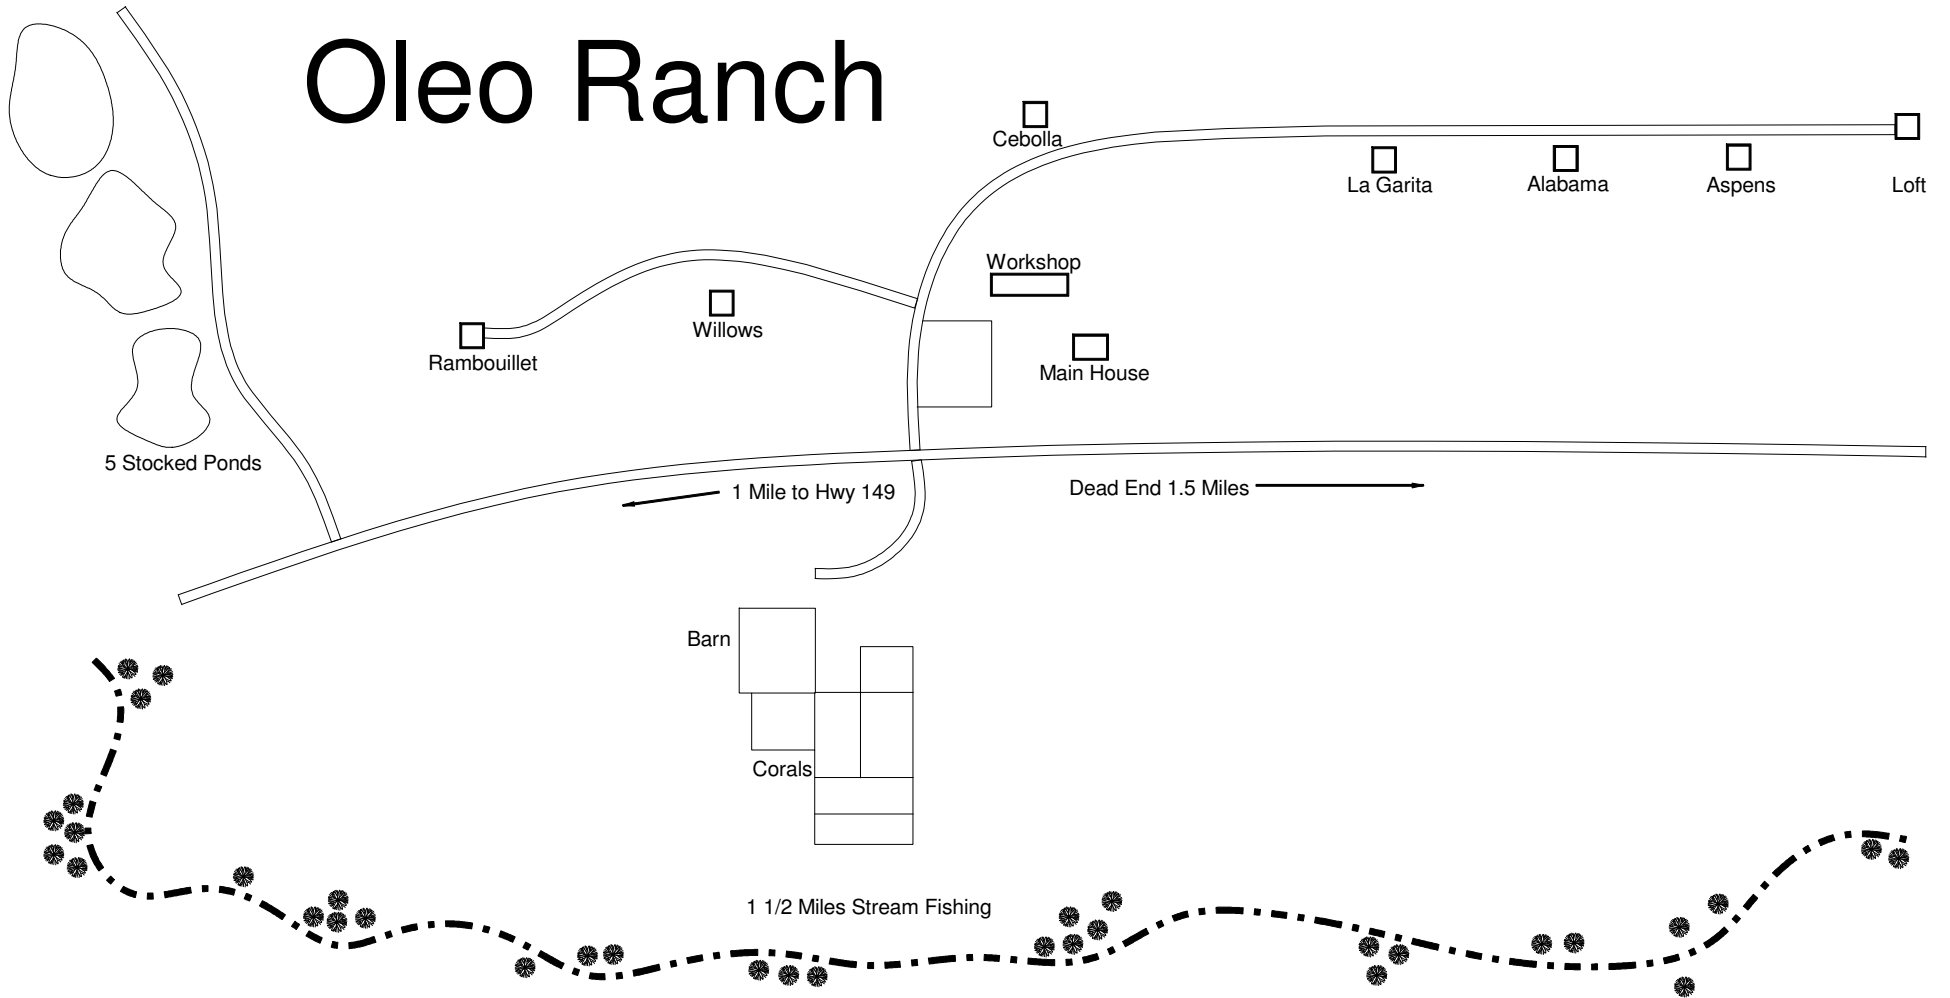 Oleo Ranch
Cebolla
La Garita
Alabama
Aspens
Loft
Workshop
Willows
Rambouillet
Main House
5 Stocked Ponds
1 Mile to Hwy 149
Dead End 1.5 Miles
Barn
Corals
1 1/2 Miles Stream Fishing